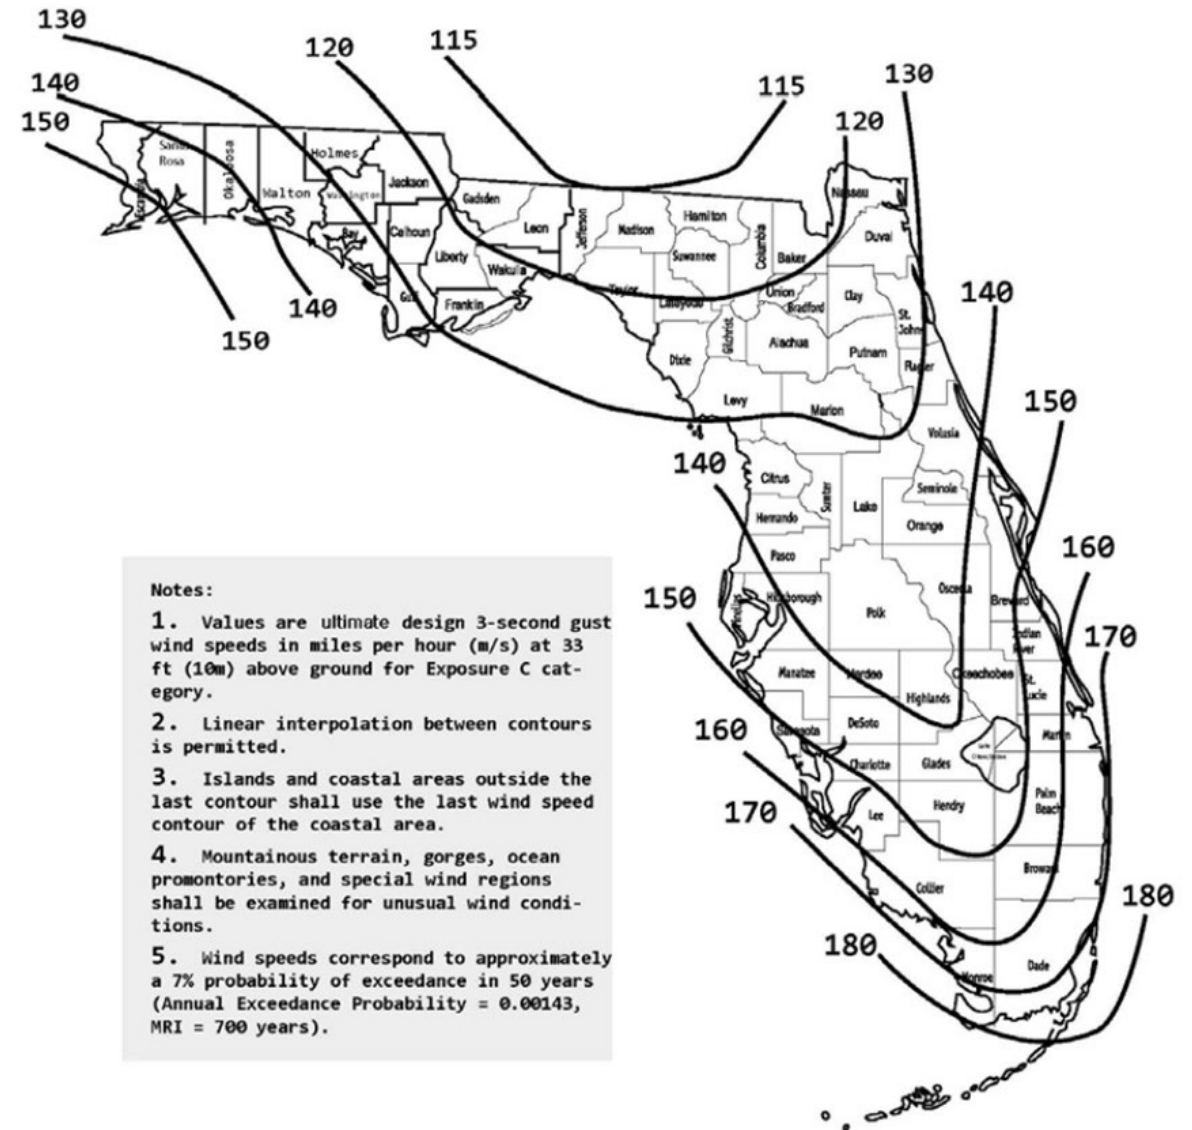 130
120
115
130
140
115
150
120
Santa
Rosa
Okaloosa
Holmes
Walton
Washington
Jackson
Escambia
Gadsden
Nassau
Bay
Calhoun
Leon
Jefferson
Madison
Hamilton
Columbia
Baker
Duval
Liberty
Wakulla
Suwannee
140
150
Gulf
Franklin
Taylor
Lafayette
Union
Bradford
Clay
St.
Johns
140
Dixie
Gilchrist
Alachua
Putnam
Flagler
Levy
Marion
150
Volusia
140
Citrus
Sumter
Lake
Seminole
Hernando
Orange
Pasco
160
150
Pinellas
Hillsborough
Polk
Osceola
Brevard
Indian
River
170
Manatee
Hardee
Highlands
Okeechobee
St.
Lucie
160
Sarasota
DeSoto
Martin
Charlotte
Glades
170
Lee
Hendry
Palm
Beach
Collier
Broward
180
180
Monroe
Dade
Notes:
1. Values are ultimate design 3-second gust
wind speeds in miles per hour (m/s) at 33
ft (10m) above ground for Exposure C cat-
egory.
2. Linear interpolation between contours
is permitted.
3. Islands and coastal areas outside the
last contour shall use the last wind speed
contour of the coastal area.
4. Mountainous terrain, gorges, ocean
promontories, and special wind regions
shall be examined for unusual wind condi-
tions.
5. Wind speeds correspond to approximately
a 7% probability of exceedance in 50 years
(Annual Exceedance Probability = 0.00143,
MRI = 700 years).